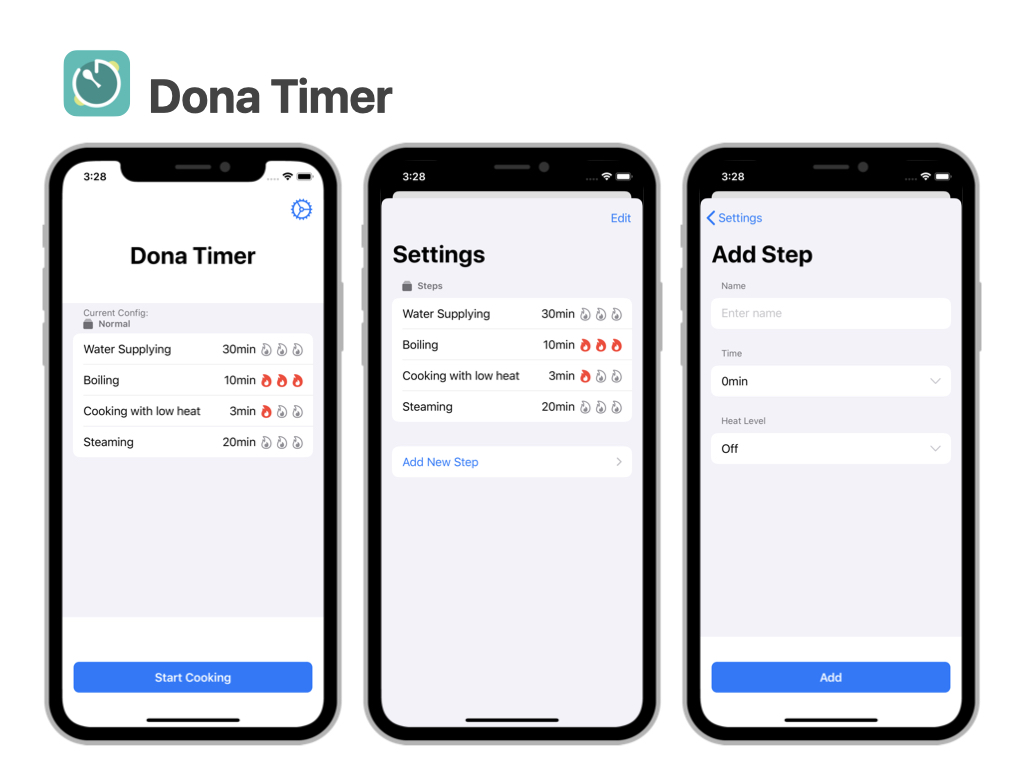 Dona Timer
3:28
Dona Timer
Current Config:
Normal
Water Supplying 30min
Boiling 10min
Cooking with low heat 3min
Steaming 20min
Start Cooking
3:28
Edit
Settings
Steps
Water Supplying 30min
Boiling 10min
Cooking with low heat 3min
Steaming 20min
Add New Step
3:28
Settings
Add Step
Name
Enter name
Time
0min
Heat Level
Off
Add